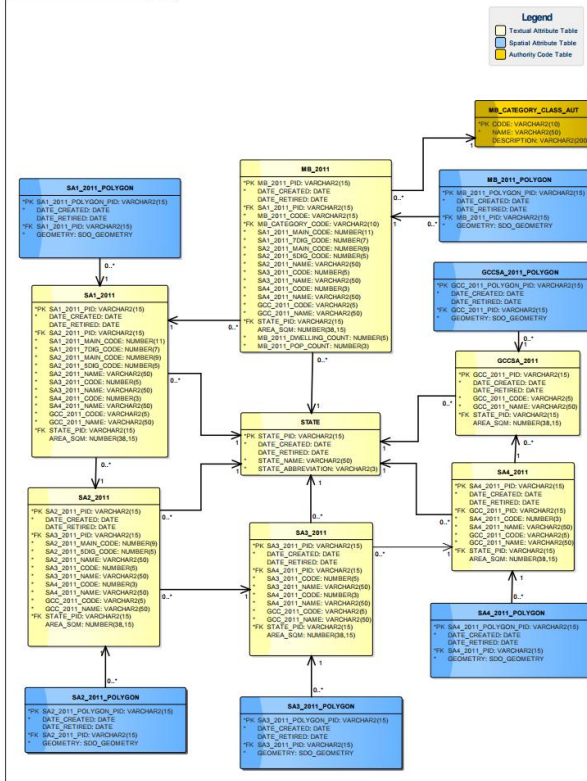 Legend
Textual Attribute Table
Spatial Attribute Table
Authority Code Table
MB_CATEGORY_CLASS_AUT
*PK CODE: VARCHAR2(10)
* NAME: VARCHAR2(50)
DESCRIPTION: VARCHAR2(200)
1
0..*
MB_2011
*PK MB_2011_PID: VARCHAR2(15)
* DATE_CREATED: DATE
DATE_RETIRED: DATE
*FK SA1_2011_PID: VARCHAR2(15)
* MB_2011_CODE: VARCHAR2(15)
*FK MB_CATEGORY_CODE: VARCHAR2(10)
* SA1_2011_MAIN_CODE: NUMBER(11)
* SA1_2011_7DIG_CODE: NUMBER(7)
* SA2_2011_MAIN_CODE: NUMBER(9)
* SA2_2011_5DIG_CODE: NUMBER(5)
* SA2_2011_NAME: VARCHAR2(50)
* SA3_2011_CODE: NUMBER(5)
* SA3_2011_NAME: VARCHAR2(50)
* SA4_2011_CODE: NUMBER(3)
* SA4_2011_NAME: VARCHAR2(50)
* GCC_2011_CODE: VARCHAR2(5)
* GCC_2011_NAME: VARCHAR2(50)
*FK STATE_PID: VARCHAR2(15)
AREA_SQM: NUMBER(38,15)
* MB_2011_DWELLING_COUNT: NUMBER(5)
* MB_2011_POP_COUNT: NUMBER(3)
SA1_2011_POLYGON
*PK SA1_2011_POLYGON_PID: VARCHAR2(15)
* DATE_CREATED: DATE
DATE_RETIRED: DATE
*FK SA1_2011_PID: VARCHAR2(15)
* GEOMETRY: SDO_GEOMETRY
0..*
1
MB_2011_POLYGON
*PK MB_2011_POLYGON_PID: VARCHAR2(15)
* DATE_CREATED: DATE
DATE_RETIRED: DATE
*FK MB_2011_PID: VARCHAR2(15)
* GEOMETRY: SDO_GEOMETRY
1
0..*
GCCSA_2011_POLYGON
*PK GCC_2011_POLYGON_PID: VARCHAR2(15)
* DATE_CREATED: DATE
DATE_RETIRED: DATE
*FK GCC_2011_PID: VARCHAR2(15)
* GEOMETRY: SDO_GEOMETRY
0..*
1
SA1_2011
*PK SA1_2011_PID: VARCHAR2(15)
* DATE_CREATED: DATE
DATE_RETIRED: DATE
*FK SA2_2011_PID: VARCHAR2(15)
* SA1_2011_MAIN_CODE: NUMBER(11)
* SA1_2011_7DIG_CODE: NUMBER(7)
* SA2_2011_MAIN_CODE: NUMBER(9)
* SA2_2011_5DIG_CODE: NUMBER(5)
* SA2_2011_NAME: VARCHAR2(50)
* SA3_2011_CODE: NUMBER(5)
* SA3_2011_NAME: VARCHAR2(50)
* SA4_2011_CODE: NUMBER(3)
* SA4_2011_NAME: VARCHAR2(50)
* GCC_2011_CODE: VARCHAR2(5)
* GCC_2011_NAME: VARCHAR2(50)
*FK STATE_PID: VARCHAR2(15)
AREA_SQM: NUMBER(38,15)
1
0..*
GCCSA_2011
*PK GCC_2011_PID: VARCHAR2(15)
* DATE_CREATED: DATE
DATE_RETIRED: DATE
* GCC_2011_CODE: VARCHAR2(5)
* GCC_2011_NAME: VARCHAR2(50)
*FK STATE_PID: VARCHAR2(15)
AREA_SQM: NUMBER(38,15)
STATE
*PK STATE_PID: VARCHAR2(15)
* DATE_CREATED: DATE
DATE_RETIRED: DATE
* STATE_NAME: VARCHAR2(50)
* STATE_ABBREVIATION: VARCHAR2(3)
1
0..*
SA4_2011
*PK SA4_2011_PID: VARCHAR2(15)
* DATE_CREATED: DATE
DATE_RETIRED: DATE
*FK GCC_2011_PID: VARCHAR2(15)
* SA4_2011_CODE: NUMBER(3)
* SA4_2011_NAME: VARCHAR2(50)
* GCC_2011_CODE: VARCHAR2(5)
* GCC_2011_NAME: VARCHAR2(50)
*FK STATE_PID: VARCHAR2(15)
AREA_SQM: NUMBER(38,15)
SA2_2011
*PK SA2_2011_PID: VARCHAR2(15)
* DATE_CREATED: DATE
DATE_RETIRED: DATE
*FK SA3_2011_PID: VARCHAR2(15)
* SA2_2011_MAIN_CODE: NUMBER(9)
* SA2_2011_5DIG_CODE: NUMBER(5)
* SA2_2011_NAME: VARCHAR2(50)
* SA3_2011_CODE: NUMBER(5)
* SA3_2011_NAME: VARCHAR2(50)
* SA4_2011_CODE: NUMBER(3)
* SA4_2011_NAME: VARCHAR2(50)
* GCC_2011_CODE: VARCHAR2(5)
* GCC_2011_NAME: VARCHAR2(50)
*FK STATE_PID: VARCHAR2(15)
AREA_SQM: NUMBER(38,15)
SA3_2011
*PK SA3_2011_PID: VARCHAR2(15)
* DATE_CREATED: DATE
DATE_RETIRED: DATE
*FK SA4_2011_PID: VARCHAR2(15)
* SA3_2011_CODE: NUMBER(5)
* SA3_2011_NAME: VARCHAR2(50)
* SA4_2011_CODE: NUMBER(3)
* SA4_2011_NAME: VARCHAR2(50)
* GCC_2011_CODE: VARCHAR2(5)
* GCC_2011_NAME: VARCHAR2(50)
*FK STATE_PID: VARCHAR2(15)
AREA_SQM: NUMBER(38,15)
1
0..*
SA4_2011_POLYGON
*PK SA4_2011_POLYGON_PID: VARCHAR2(15)
* DATE_CREATED: DATE
DATE_RETIRED: DATE
*FK SA4_2011_PID: VARCHAR2(15)
* GEOMETRY: SDO_GEOMETRY
SA2_2011_POLYGON
*PK SA2_2011_POLYGON_PID: VARCHAR2(15)
* DATE_CREATED: DATE
DATE_RETIRED: DATE
*FK SA2_2011_PID: VARCHAR2(15)
* GEOMETRY: SDO_GEOMETRY
SA3_2011_POLYGON
*PK SA3_2011_POLYGON_PID: VARCHAR2(15)
* DATE_CREATED: DATE
DATE_RETIRED: DATE
*FK SA3_2011_PID: VARCHAR2(15)
* GEOMETRY: SDO_GEOMETRY